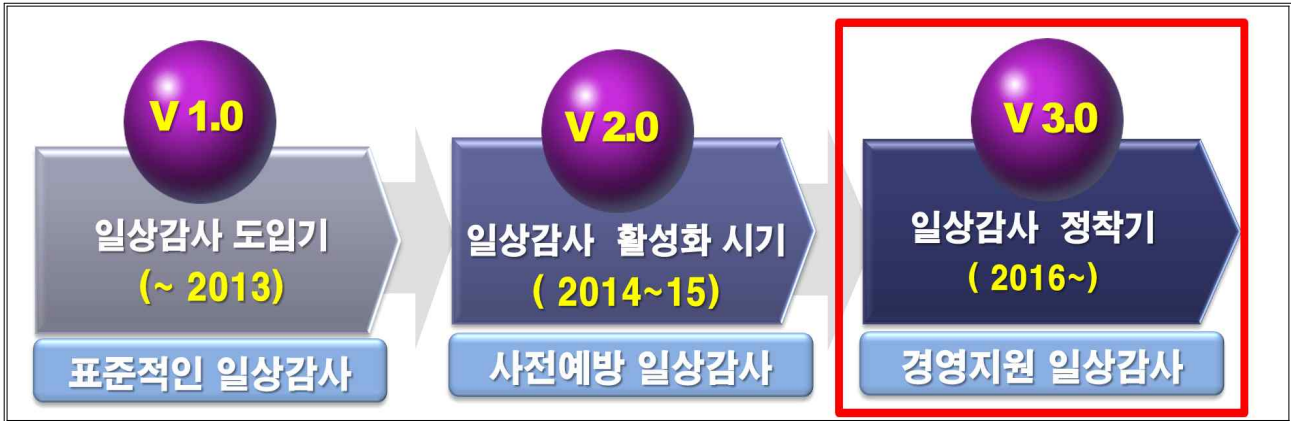 V 1.0
일상감사 도입기
(~ 2013)
표준적인 일상감사
V 2.0
일상감사 활성화 시기
( 2014~15)
사전예방 일상감사
V 3.0
일상감사 정착기
( 2016~)
경영지원 일상감사